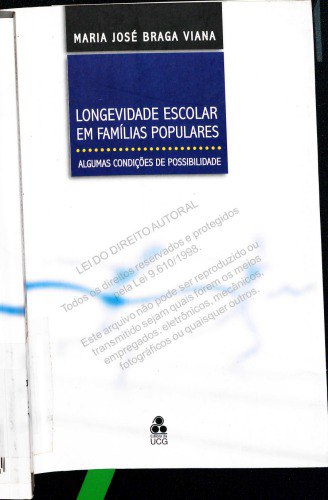 MARIA JOSÉ BRAGA VIANA
LONGEVIDADE ESCOLAR
EM FAMÍLIAS POPULARES
ALGUMAS CONDIÇÕES DE POSSIBILIDADE
LEI DO DIREITO AUTORAL
Todos os direitos reservados e protegidos
pela Lei 9.610/1998.
Este arquivo não pode ser reproduzido ou
transmitido sejam quais forem os meios
empregados: eletrônicos, mecânicos,
fotográficos ou quaisquer outros.
UCG